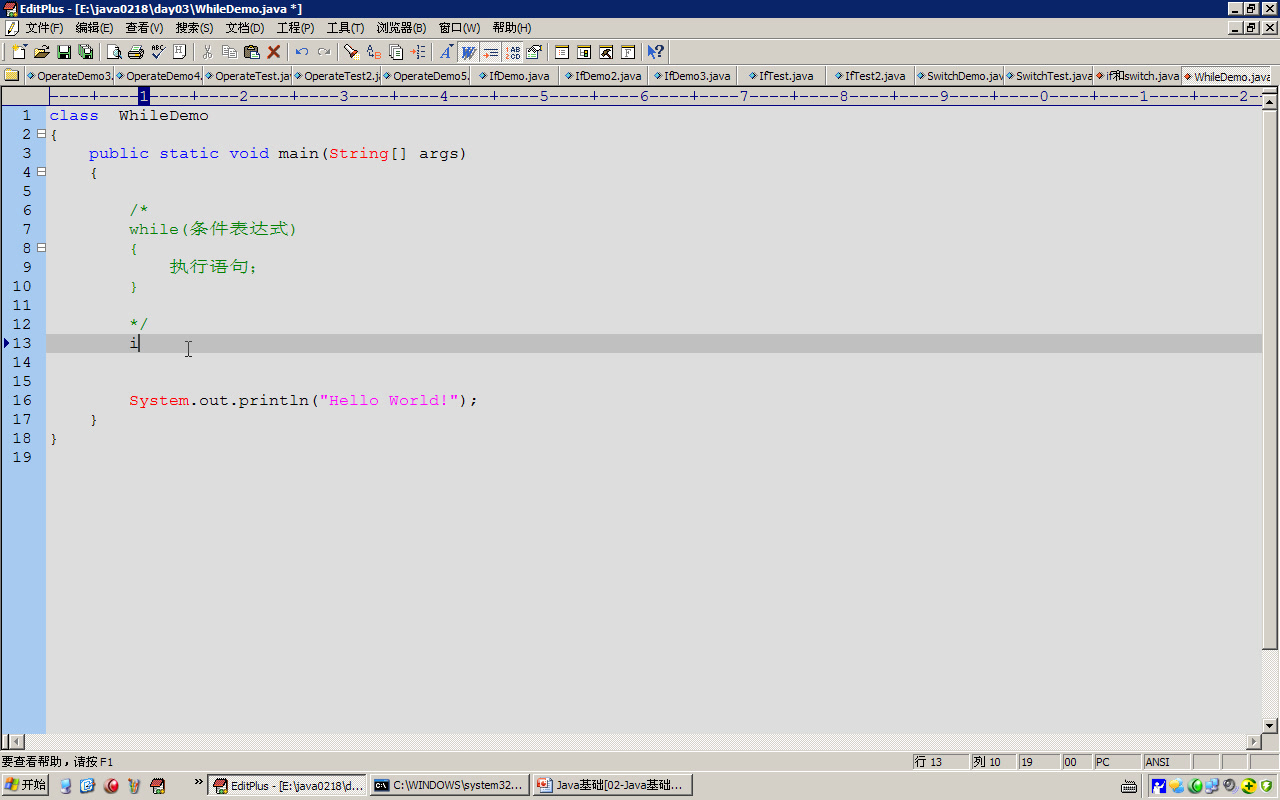 EditPlus - [E:\java0218\day03\WhileDemo.java *]
文件(F) 编辑(E) 查看(V) 搜索(S) 文档(D) 工程(P) 工具(T) 浏览器(B) 窗口(W) 帮助(H)
OperateDemo3. OperateDemo4. OperateTest.jav OperateTest2.j OperateDemo5. IfDemo.java IfDemo2.java IfDemo3.java IfTest.java IfTest2.java SwitchDemo.jav SwitchTest.java if和switch.java WhileDemo.java
----+----1----+----2----+----3----+----4----+----5----+----6----+----7----+----8----+----9----+----0----+----1----+----2--
1 class  WhileDemo
2 {
3     public static void main(String[] args)
4     {
5
6         /*
7         while(条件表达式)
8         {
9             执行语句;
10         }
11
12         */
13         i
14
15
16         System.out.println("Hello World!");
17     }
18 }
19
要查看帮助，请按 F1 行 13 列 10 19 00 PC ANSI
开始 » EditPlus - [E:\java0218\d... C:\WINDOWS\system32... Java基础[02-Java基础...